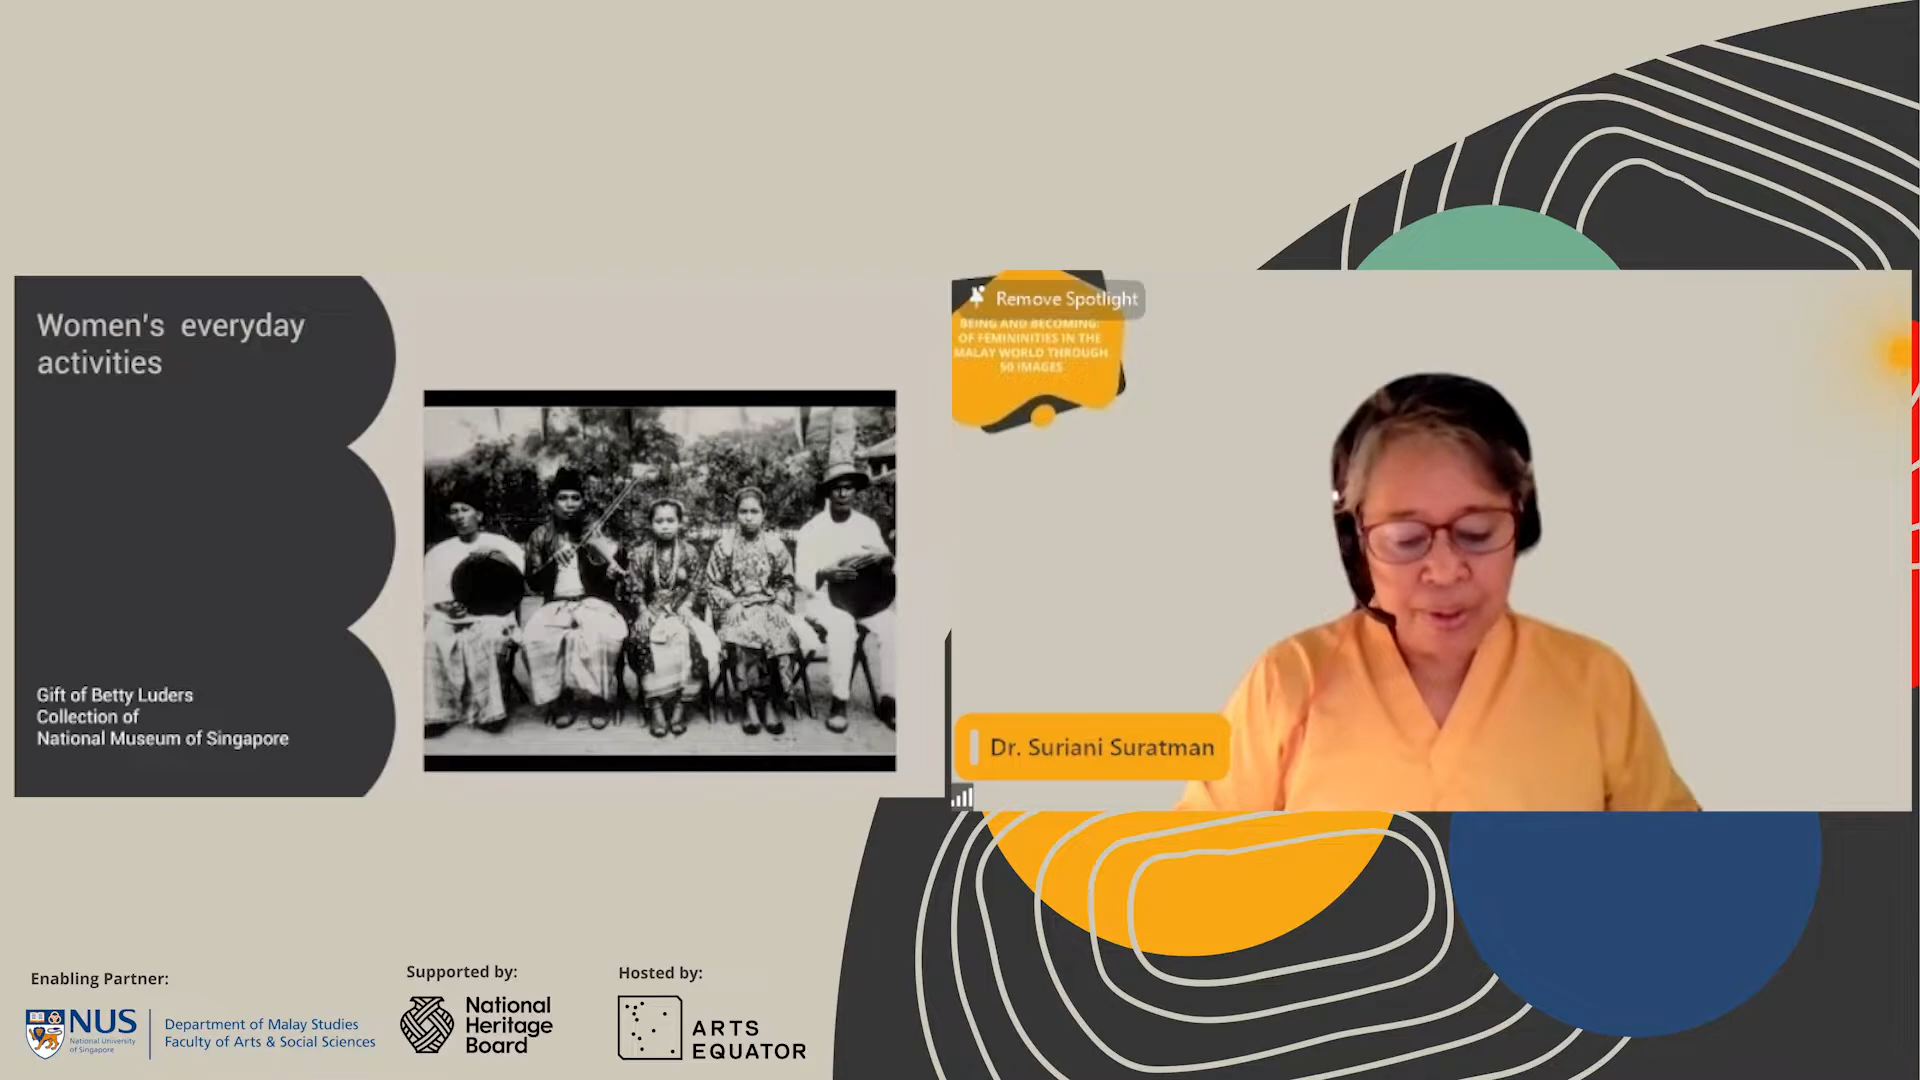 Women's everyday
activities
Gift of Betty Luders
Collection of
National Museum of Singapore
Remove Spotlight
BEING AND BECOMING:
OF FEMININITIES IN THE
MALAY WORLD THROUGH
50 IMAGES
Dr. Suriani Suratman
Enabling Partner:
NUS
National University
of Singapore
Department of Malay Studies
Faculty of Arts & Social Sciences
Supported by:
National
Heritage
Board
Hosted by:
ARTS
EQUATOR